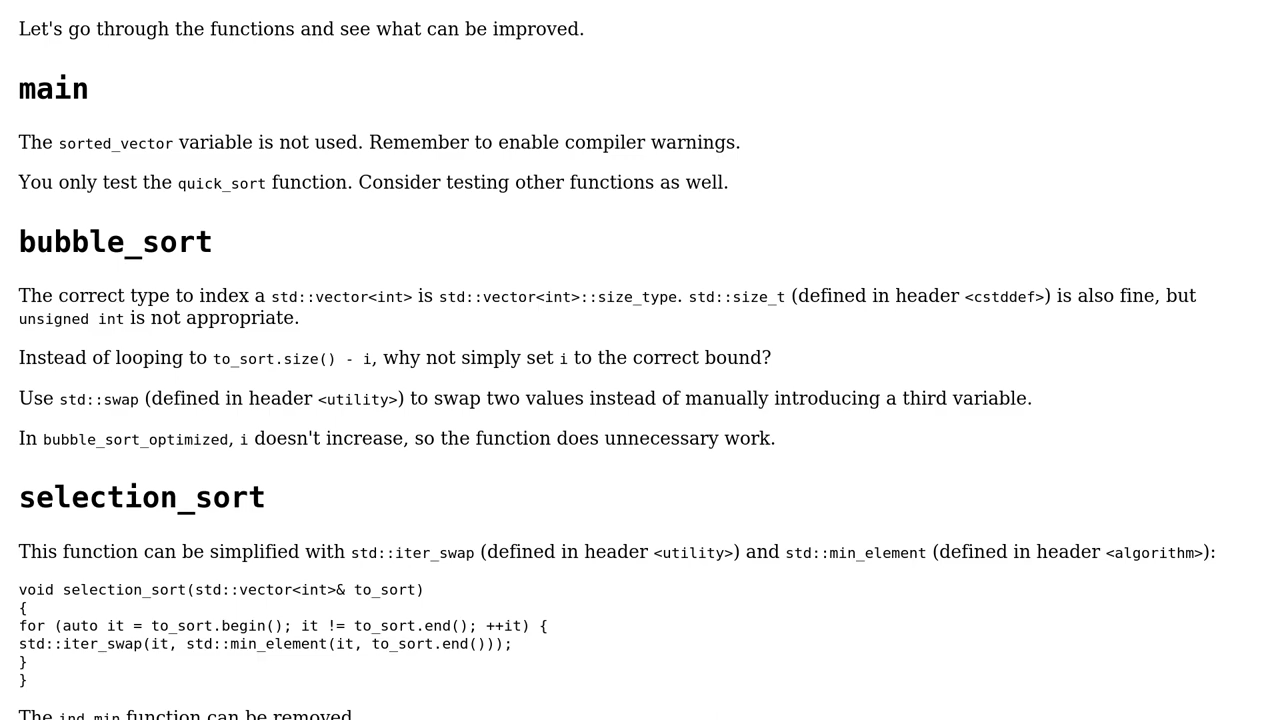 Let's go through the functions and see what can be improved.
main
The sorted_vector variable is not used. Remember to enable compiler warnings.
You only test the quick_sort function. Consider testing other functions as well.
bubble_sort
The correct type to index a std::vector<int> is std::vector<int>::size_type. std::size_t (defined in header <cstddef>) is also fine, but
unsigned int is not appropriate.
Instead of looping to to_sort.size() - i, why not simply set i to the correct bound?
Use std::swap (defined in header <utility>) to swap two values instead of manually introducing a third variable.
In bubble_sort_optimized, i doesn't increase, so the function does unnecessary work.
selection_sort
This function can be simplified with std::iter_swap (defined in header <utility>) and std::min_element (defined in header <algorithm>):
void selection_sort(std::vector<int>& to_sort)
{
for (auto it = to_sort.begin(); it != to_sort.end(); ++it) {
std::iter_swap(it, std::min_element(it, to_sort.end()));
}
}
The ind_min function can be removed.